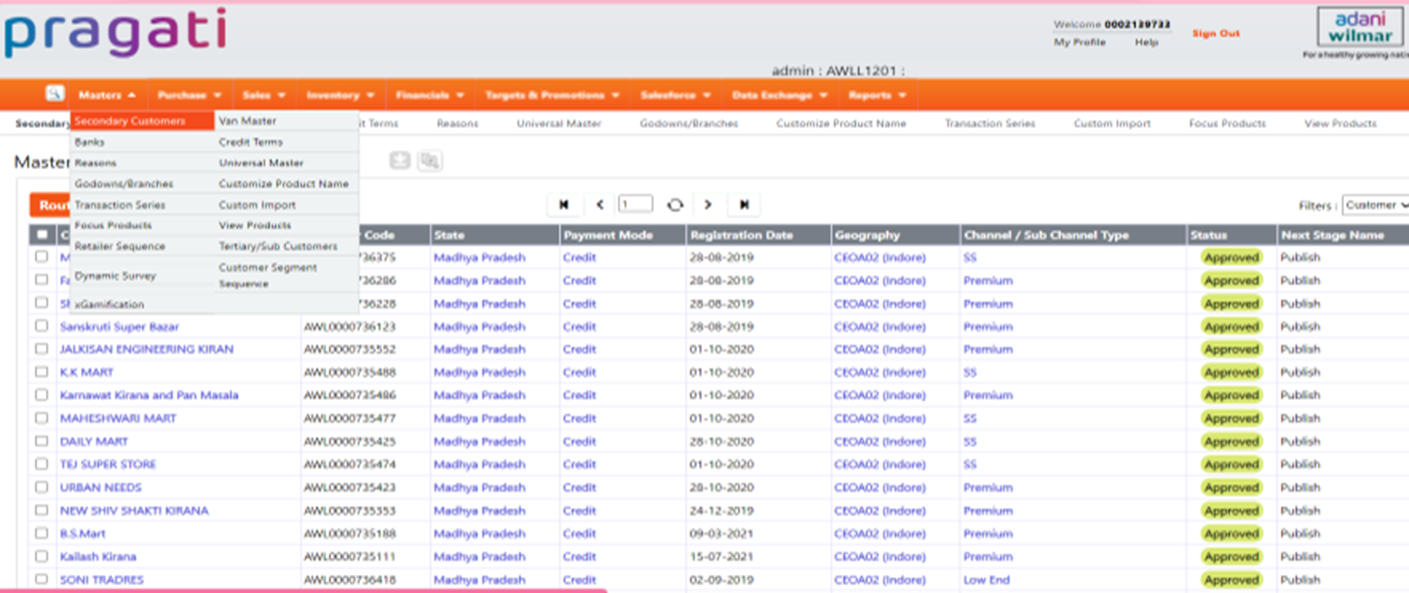 pragati
Welcome 0002139733
My Profile Help
Sign Out
adani
wilmar
For a healthy growing nati
admin : AWLL1201 :
Masters Purchase Sales Inventory Financials Targets & Promotions Salesforce Data Exchange Reports
Secondary it Terms Reasons Universal Master Godowns/Branches Customize Product Name Transaction Series Custom Import Focus Products View Products
Secondary Customers Van Master
Banks Credit Terms
Reasons Universal Master
Godowns/Branches Customize Product Name
Transaction Series Custom Import
Focus Products View Products
Retailer Sequence Tertiary/Sub Customers
Dynamic Survey Customer Segment
Sequence
xGamification
Master
Rout 1 Filters : Customer
C Code State Payment Mode Registration Date Geography Channel / Sub Channel Type Status Next Stage Name
M 736375 Madhya Pradesh Credit 28-08-2019 CEOA02 (Indore) SS Approved Publish
Fa 736286 Madhya Pradesh Credit 28-08-2019 CEOA02 (Indore) Premium Approved Publish
Sh 736228 Madhya Pradesh Credit 28-08-2019 CEOA02 (Indore) Premium Approved Publish
Sanskruti Super Bazar AWL0000736123 Madhya Pradesh Credit 28-08-2019 CEOA02 (Indore) Premium Approved Publish
JALKISAN ENGINEERING KIRAN AWL0000735552 Madhya Pradesh Credit 01-10-2020 CEOA02 (Indore) Premium Approved Publish
K.K MART AWL0000735488 Madhya Pradesh Credit 01-10-2020 CEOA02 (Indore) SS Approved Publish
Karnawat Kirana and Pan Masala AWL0000735486 Madhya Pradesh Credit 01-10-2020 CEOA02 (Indore) Premium Approved Publish
MAHESHWARI MART AWL0000735477 Madhya Pradesh Credit 01-10-2020 CEOA02 (Indore) SS Approved Publish
DAILY MART AWL0000735425 Madhya Pradesh Credit 28-10-2020 CEOA02 (Indore) SS Approved Publish
TEJ SUPER STORE AWL0000735474 Madhya Pradesh Credit 01-10-2020 CEOA02 (Indore) SS Approved Publish
URBAN NEEDS AWL0000735423 Madhya Pradesh Credit 28-10-2020 CEOA02 (Indore) Premium Approved Publish
NEW SHIV SHAKTI KIRANA AWL0000735353 Madhya Pradesh Credit 24-12-2019 CEOA02 (Indore) Premium Approved Publish
B.S.Mart AWL0000735188 Madhya Pradesh Credit 09-03-2021 CEOA02 (Indore) Premium Approved Publish
Kailash Kirana AWL0000735111 Madhya Pradesh Credit 15-07-2021 CEOA02 (Indore) Premium Approved Publish
SONI TRADRES AWL0000736418 Madhya Pradesh Credit 02-09-2019 CEOA02 (Indore) Low End Approved Publish